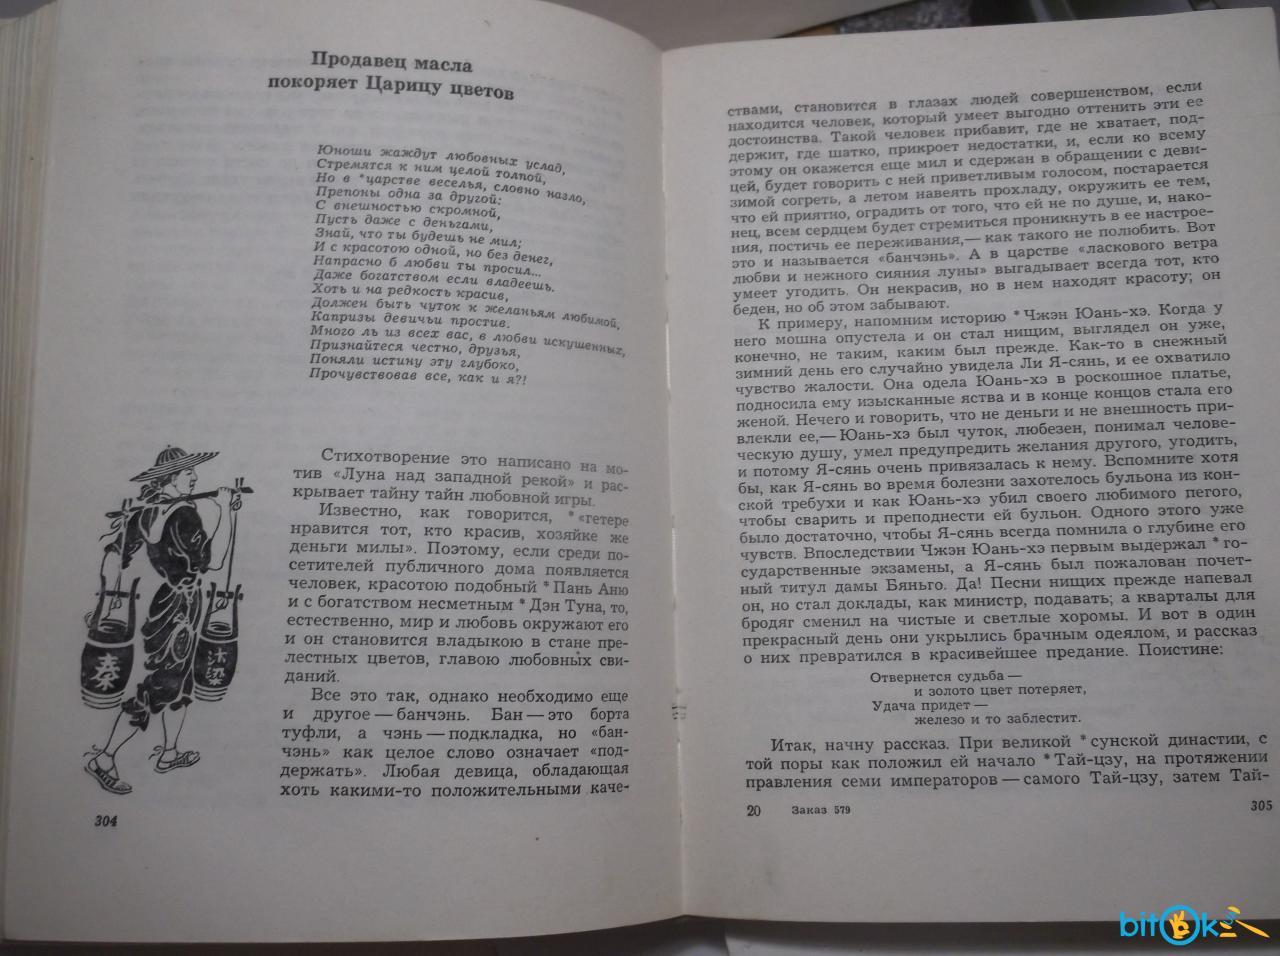 Продавец масла
покоряет Царицу цветов
Юноши жаждут любовных услад,
Стремятся к ним целой толпой,
Но в *царстве веселья, словно назло,
Препоны одна за другой:
С внешностью скромной,
Пусть даже с деньгами,
Знай, что ты будешь не мил;
И с красотою одной, но без денег,
Напрасно б любви ты просил...
Даже богатством если владеешь.
Хоть и на редкость красив,
Должен быть чуток к желаньям любимой,
Капризы девичьи простив.
Много ль из всех вас, в любви искушенных,
Признайтеся честно, друзья,
Поняли истину эту глубоко,
Прочувствовав все, как и я?!
Стихотворение это написано на мо-
тив «Луна над западной рекой» и рас-
крывает тайну тайн любовной игры.
Известно, как говорится, *«гетере
нравится тот, кто красив, хозяйке же
деньги милы». Поэтому, если среди по-
сетителей публичного дома появляется
человек, красотою подобный *Пань Аню
и с богатством несметным *Дэн Туна, то,
естественно, мир и любовь окружают его
и он становится владыкою в стане пре-
лестных цветов, главою любовных сви-
даний.
Все это так, однако необходимо еще
и другое — банчэнь. Бан — это борта
туфли, а чэнь — подкладка, но «бан-
чэнь» как целое слово означает «под-
держать». Любая девица, обладающая
хоть какими-то положительными каче-
秦
汴
梁
304
ствами, становится в глазах людей совершенством, если
находится человек, который умеет выгодно оттенить эти ее
достоинства. Такой человек прибавит, где не хватает, под-
держит, где шатко, прикроет недостатки, и, если ко всему
этому он окажется еще мил и сдержан в обращении с деви-
цей, будет говорить с ней приветливым голосом, постарается
зимой согреть, а летом навеять прохладу, окружить ее тем,
что ей приятно, оградить от того, что ей не по душе, и, нако-
нец, всем сердцем будет стремиться проникнуть в ее настрое-
ния, постичь ее переживания,— как такого не полюбить. Вот
это и называется «банчэнь». А в царстве «ласкового ветра
любви и нежного сияния луны» выгадывает всегда тот, кто
умеет угодить. Он некрасив, но в нем находят красоту; он
беден, но об этом забывают.
К примеру, напомним историю *Чжэн Юань-хэ. Когда у
него мошна опустела и он стал нищим, выглядел он уже,
конечно, не таким, каким был прежде. Как-то в снежный
зимний день его случайно увидела Ли Я-сянь, и ее охватило
чувство жалости. Она одела Юань-хэ в роскошное платье,
подносила ему изысканные яства и в конце концов стала его
женой. Нечего и говорить, что не деньги и не внешность при-
влекли ее,— Юань-хэ был чуток, любезен, понимал челове-
ческую душу, умел предупредить желания другого, угодить,
и потому Я-сянь очень привязалась к нему. Вспомните хотя
бы, как Я-сянь во время болезни захотелось бульона из кон-
ской требухи и как Юань-хэ убил своего любимого пегого,
чтобы сварить и преподнести ей бульон. Одного этого уже
было достаточно, чтобы Я-сянь всегда помнила о глубине его
чувств. Впоследствии Чжэн Юань-хэ первым выдержал *го-
сударственные экзамены, а Я-сянь был пожалован почет-
ный титул дамы Бяньго. Да! Песни нищих прежде напевал
он, но стал доклады, как министр, подавать; а кварталы для
бродяг сменил на чистые и светлые хоромы. И вот в один
прекрасный день они укрылись брачным одеялом, и рассказ
о них превратился в красивейшее предание. Поистине:
Отвернется судьба —
и золото цвет потеряет,
Удача придет —
железо и то заблестит.
Итак, начну рассказ. При великой *сунской династии, с
той поры как положил ей начало *Тай-цзу, на протяжении
правления семи императоров — самого Тай-цзу, затем Тай-
20 Заказ 579
305
bitok